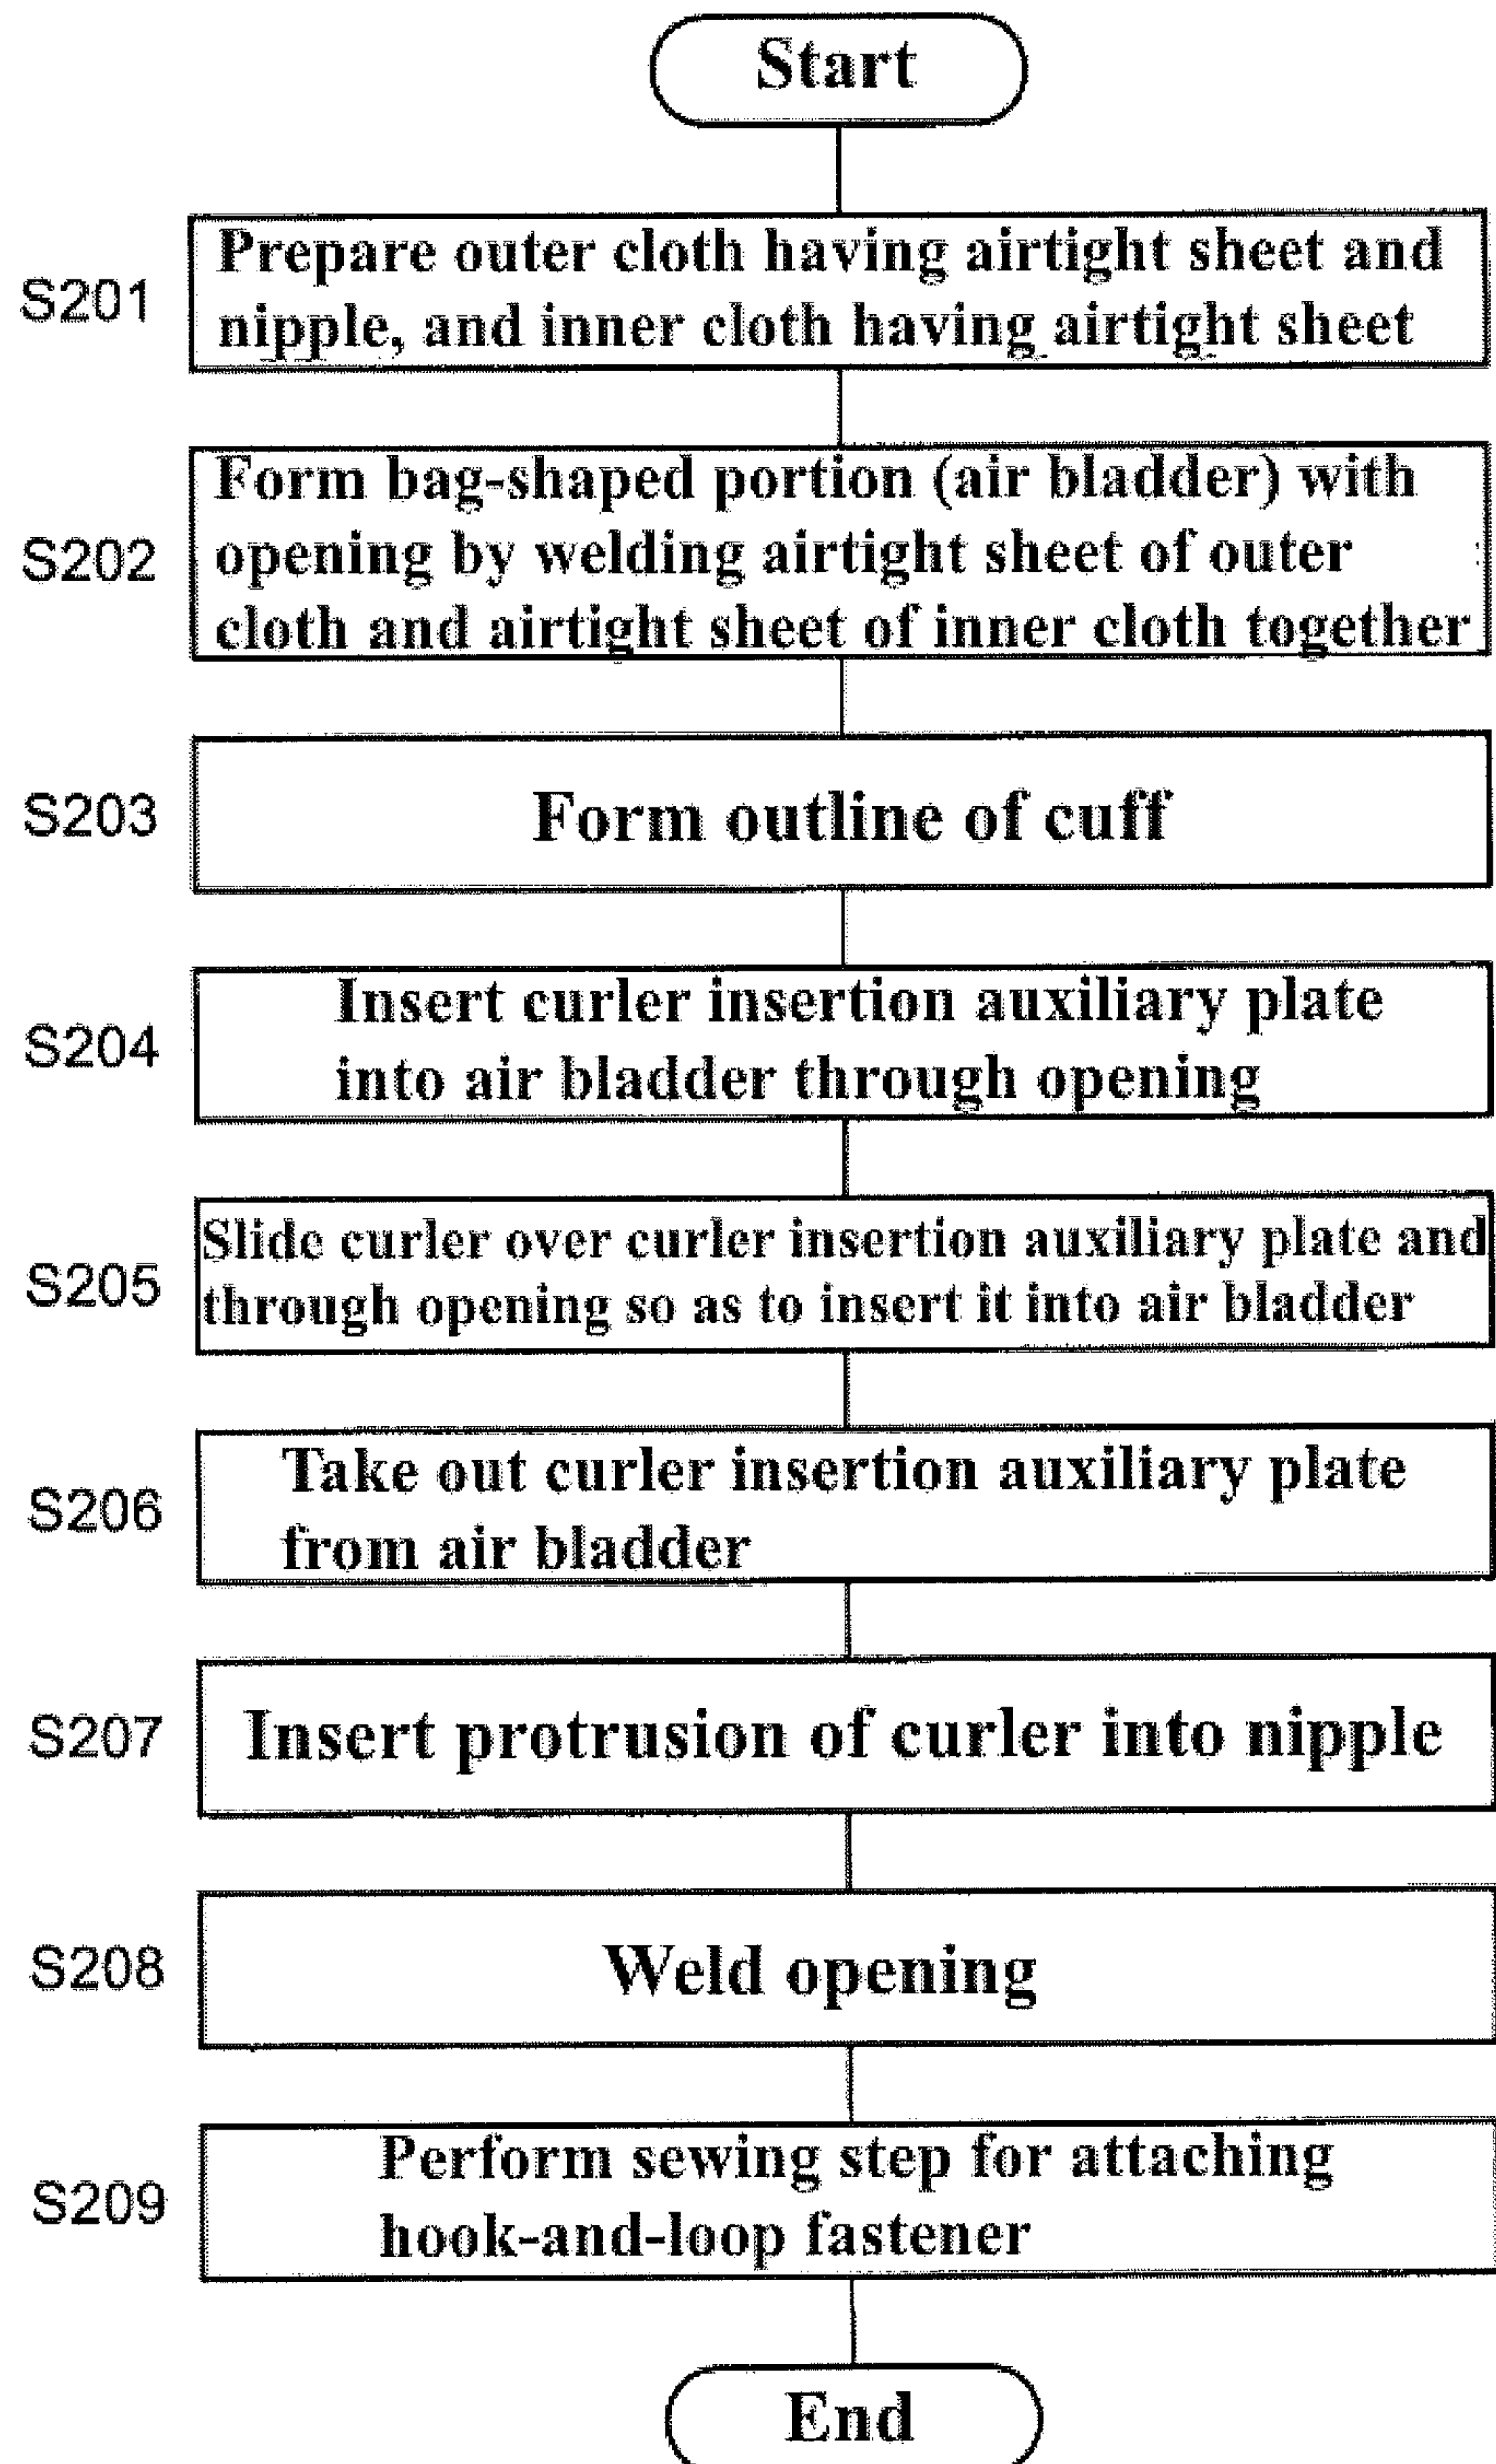 Start
S201
Prepare outer cloth having airtight sheet and
nipple, and inner cloth having airtight sheet
S202
Form bag-shaped portion (air bladder) with
opening by welding airtight sheet of outer
cloth and airtight sheet of inner cloth together
S203
Form outline of cuff
S204
Insert curler insertion auxiliary plate
into air bladder through opening
S205
Slide curler over curler insertion auxiliary plate and
through opening so as to insert it into air bladder
S206
Take out curler insertion auxiliary plate
from air bladder
S207
Insert protrusion of curler into nipple
S208
Weld opening
S209
Perform sewing step for attaching
hook-and-loop fastener
End